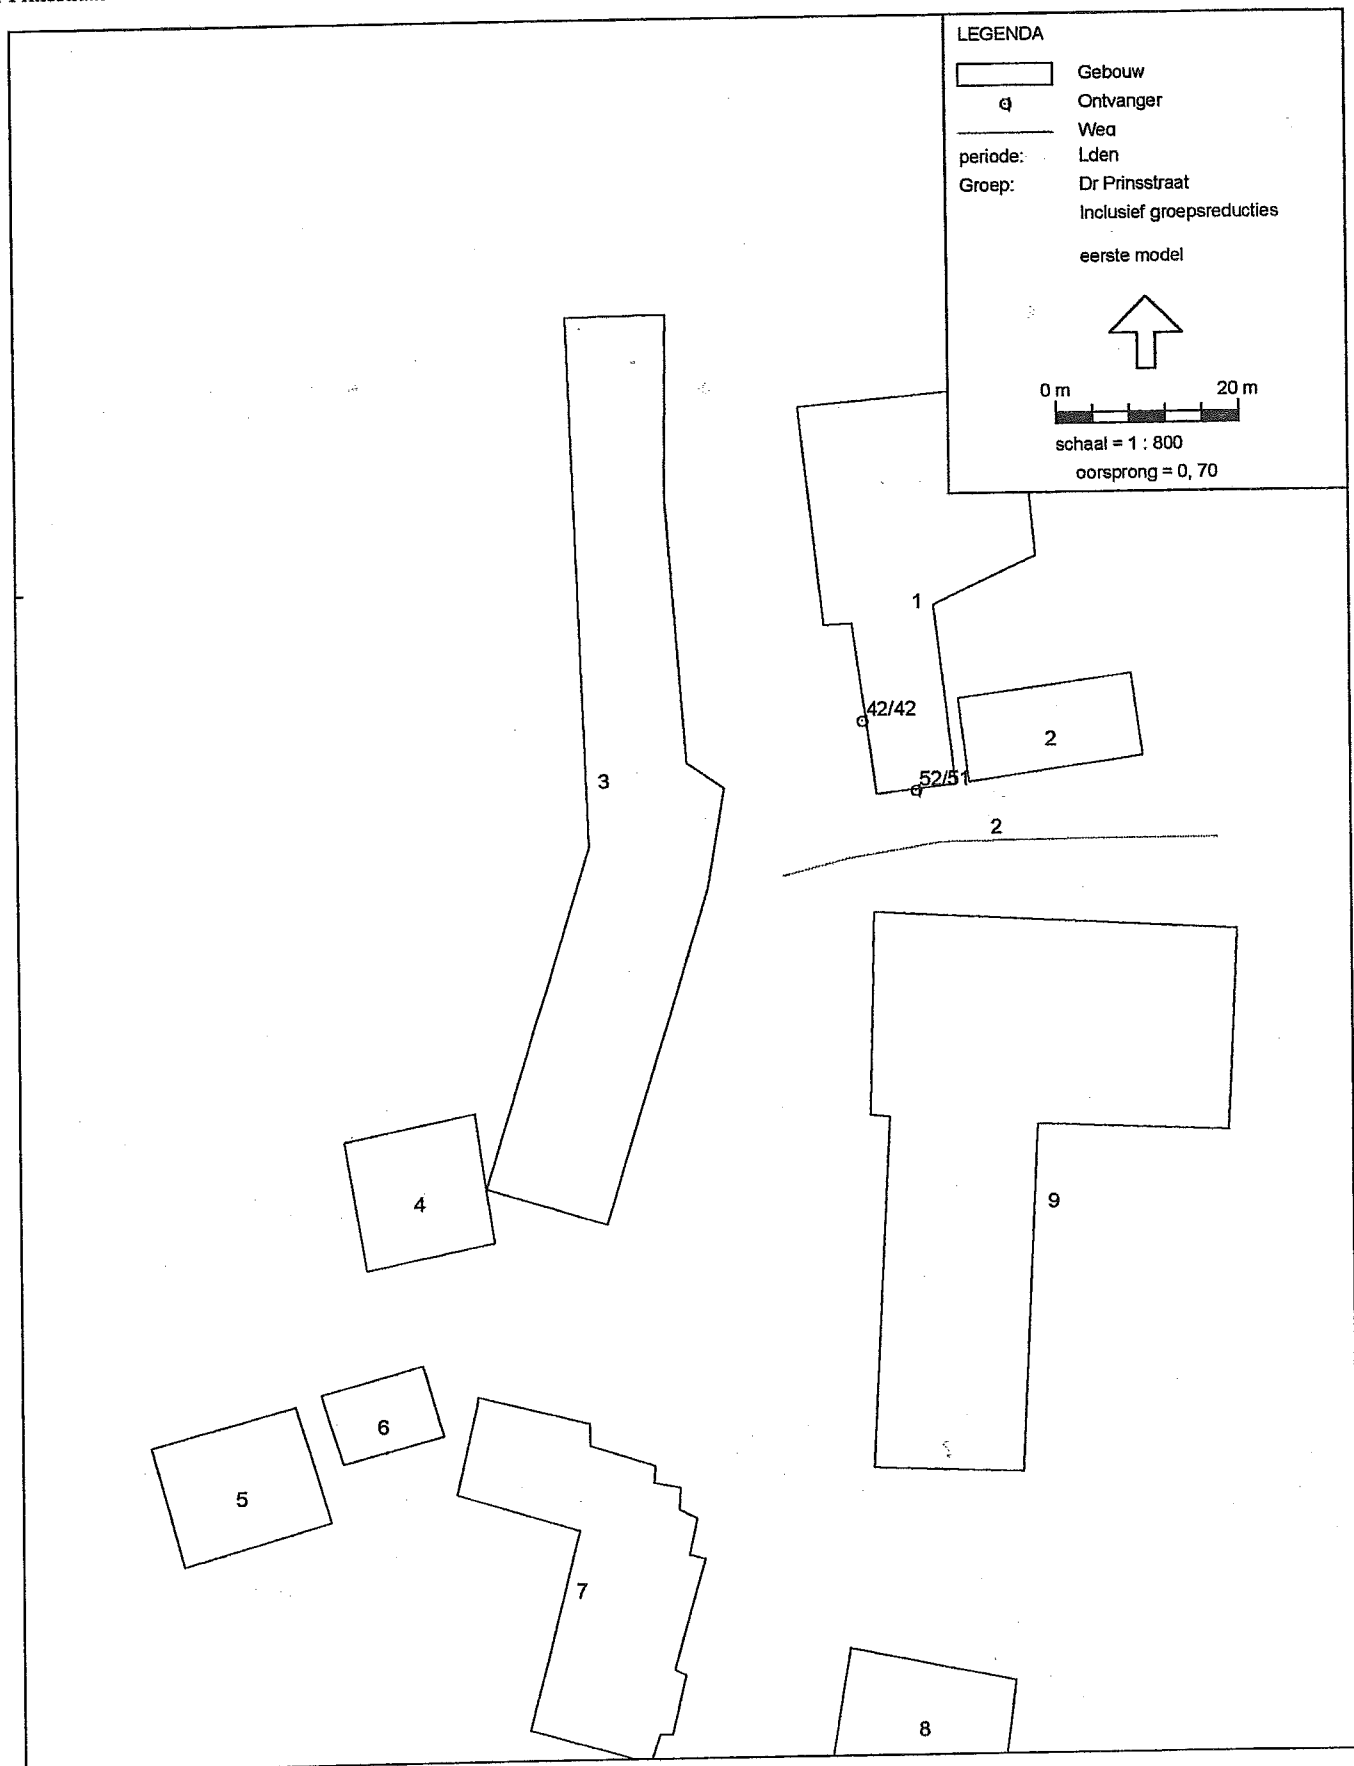 LEGENDA
Gebouw
Ontvanger
Weg
periode: Lden
Groep: Dr Prinsstraat
Inclusief groepsreducties
eerste model
0 m 20 m
schaal = 1 : 800
oorsprong = 0, 70
1
42/42
2
52/51
3
2
4
9
6
5
7
8